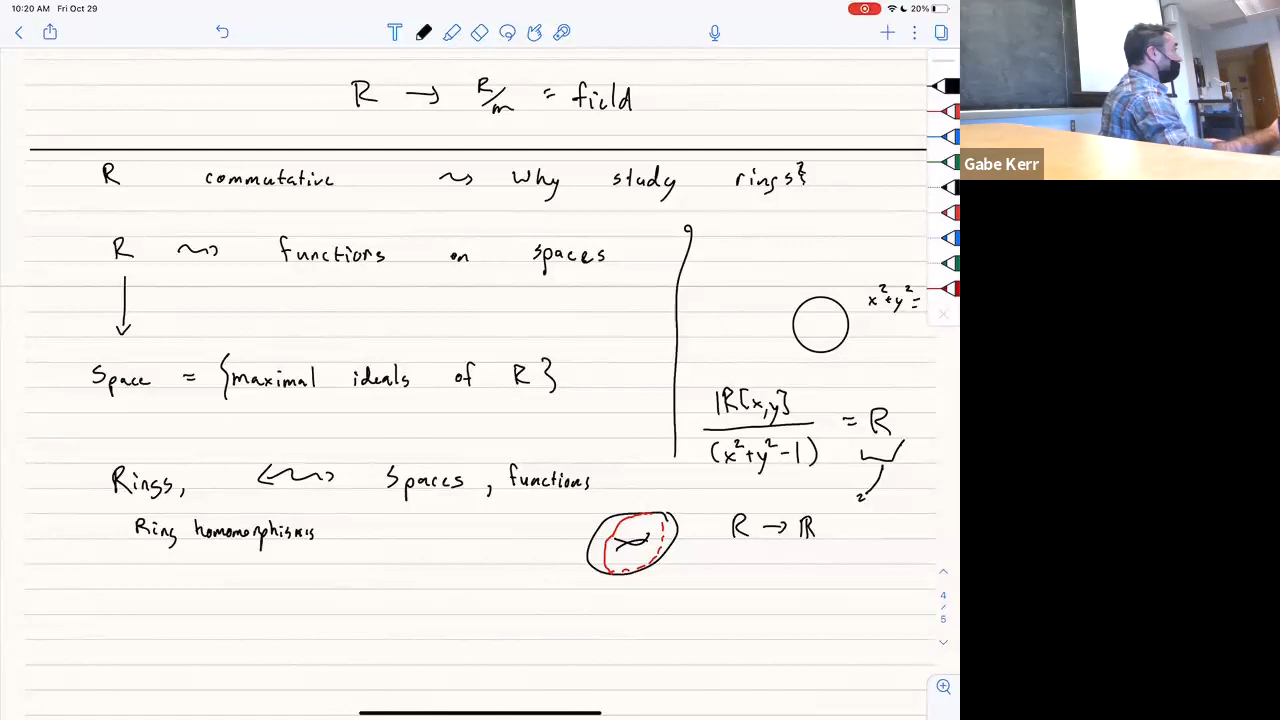 10:20 AM Fri Oct 29
20%
R → R/m = field
R commutative ⇝ Why study rings?
R ⇝ functions on spaces
x² + y² =
Space = {maximal ideals of R}
ℝ[x,y] / (x²+y²-1) = R
Rings, ↭ spaces, functions
Ring homomorphisms
R → ℝ
Gabe Kerr
4
/
5